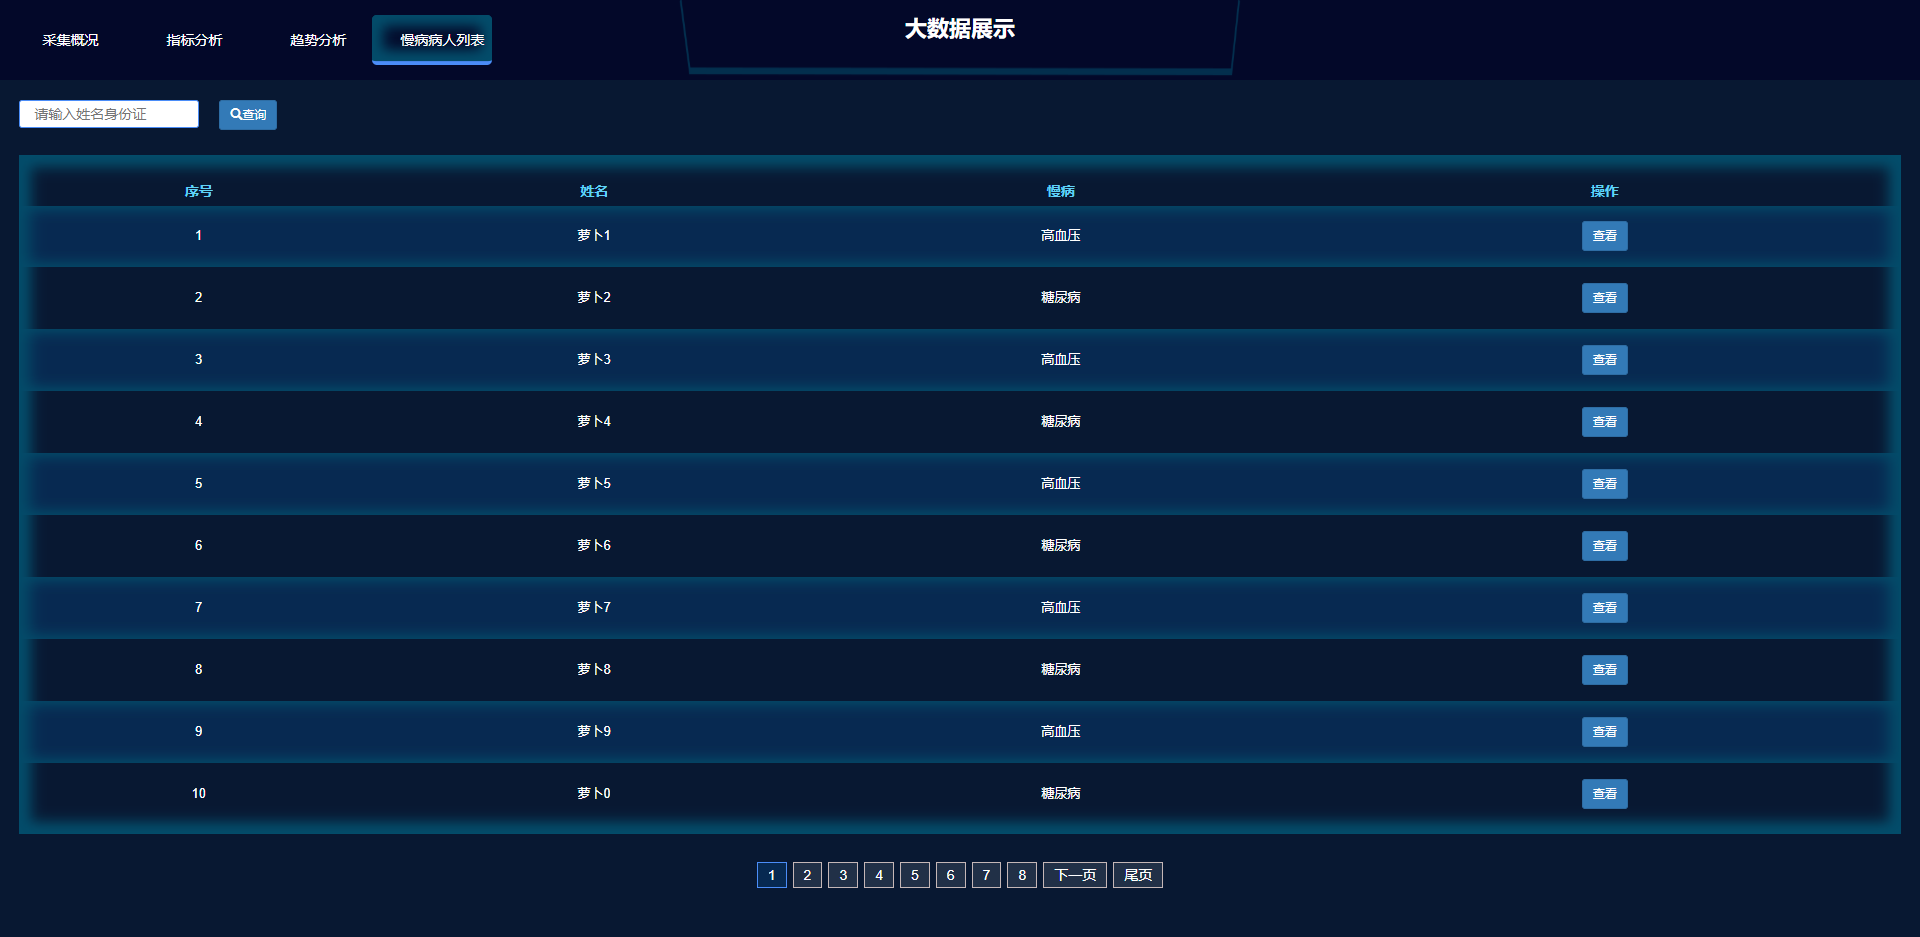 采集概况 指标分析 趋势分析 慢病病人列表 大数据展示
请输入姓名身份证 查询
序号 姓名 慢病 操作
1 萝卜1 高血压 查看
2 萝卜2 糖尿病 查看
3 萝卜3 高血压 查看
4 萝卜4 糖尿病 查看
5 萝卜5 高血压 查看
6 萝卜6 糖尿病 查看
7 萝卜7 高血压 查看
8 萝卜8 糖尿病 查看
9 萝卜9 高血压 查看
10 萝卜0 糖尿病 查看
1 2 3 4 5 6 7 8 下一页 尾页